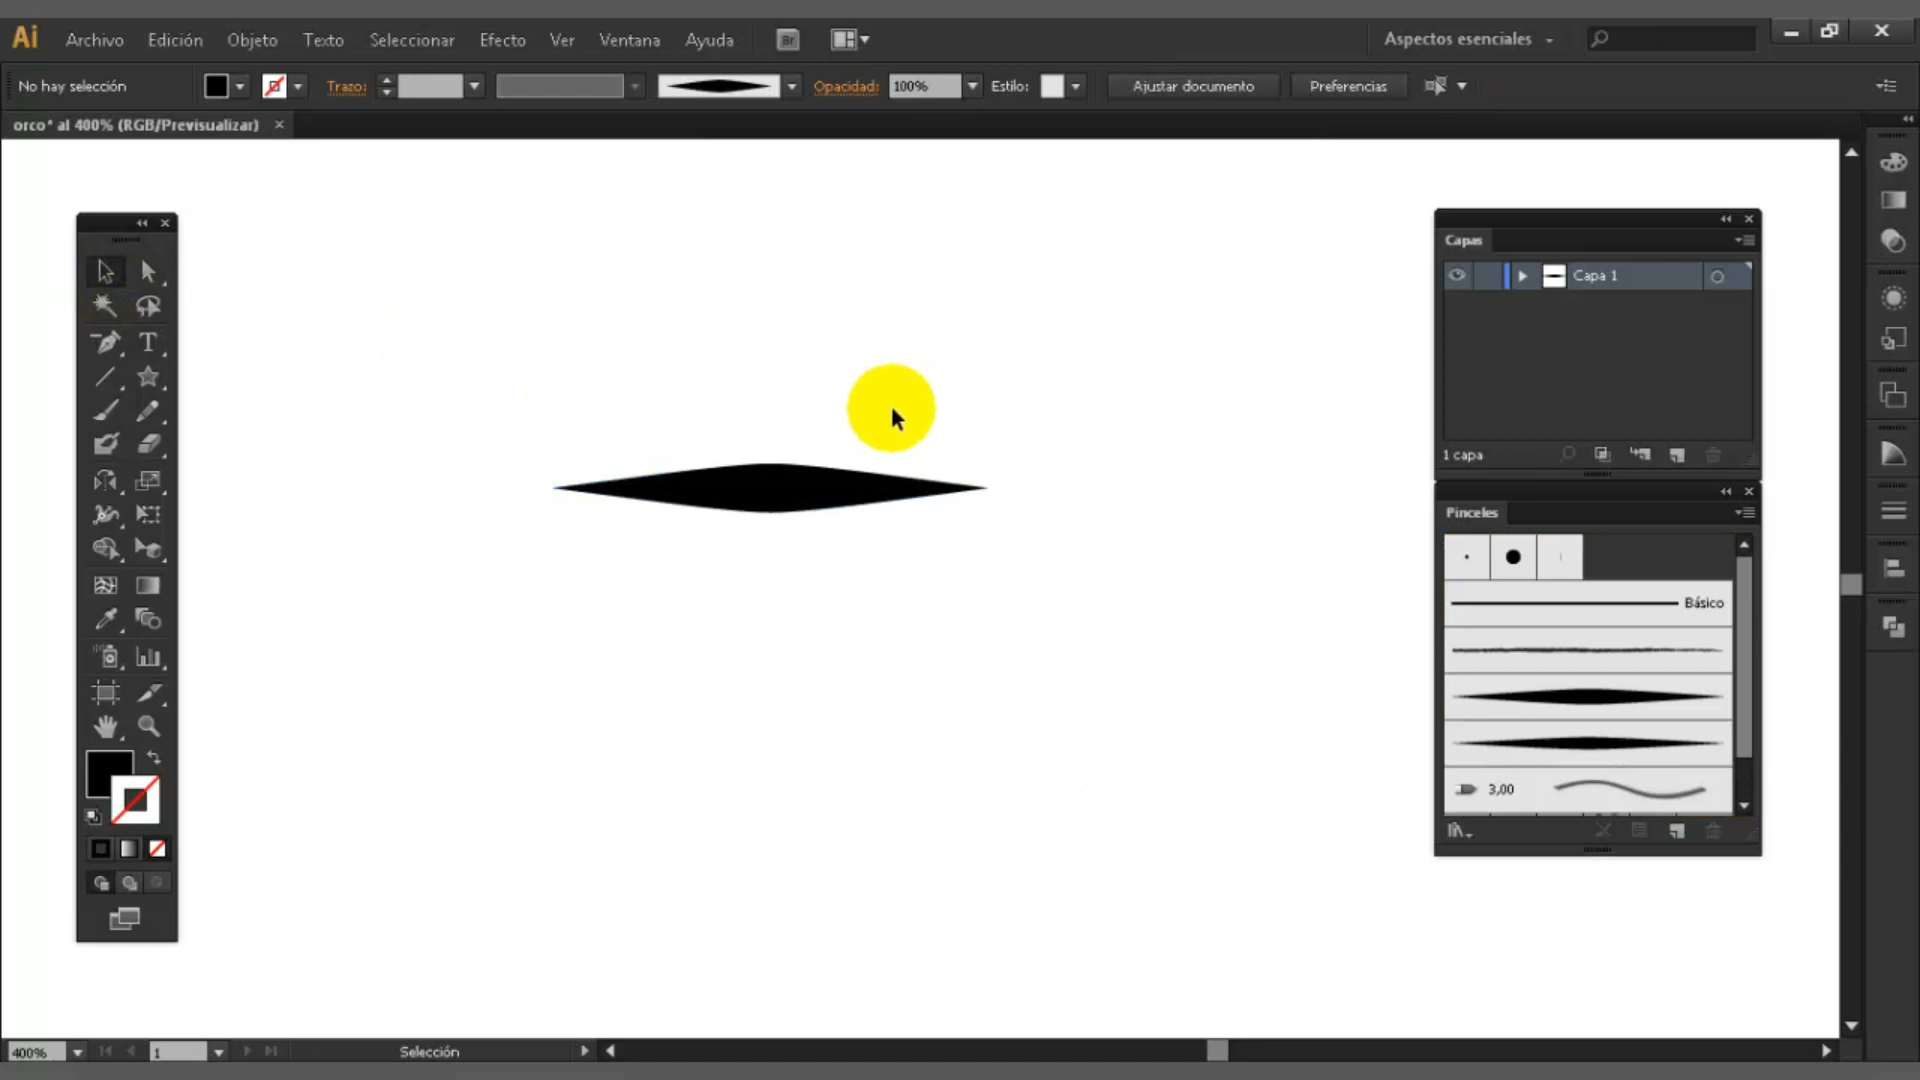 Ai Archivo Edición Objeto Texto Seleccionar Efecto Ver Ventana Ayuda Br Aspectos esenciales
No hay selección Trazo: Opacidad: 100% Estilo: Ajustar documento Preferencias
orco* al 400% (RGB/Previsualizar)
Capas
Capa 1
1 capa
Pinceles
Básico
3,00
400% 1 Selección